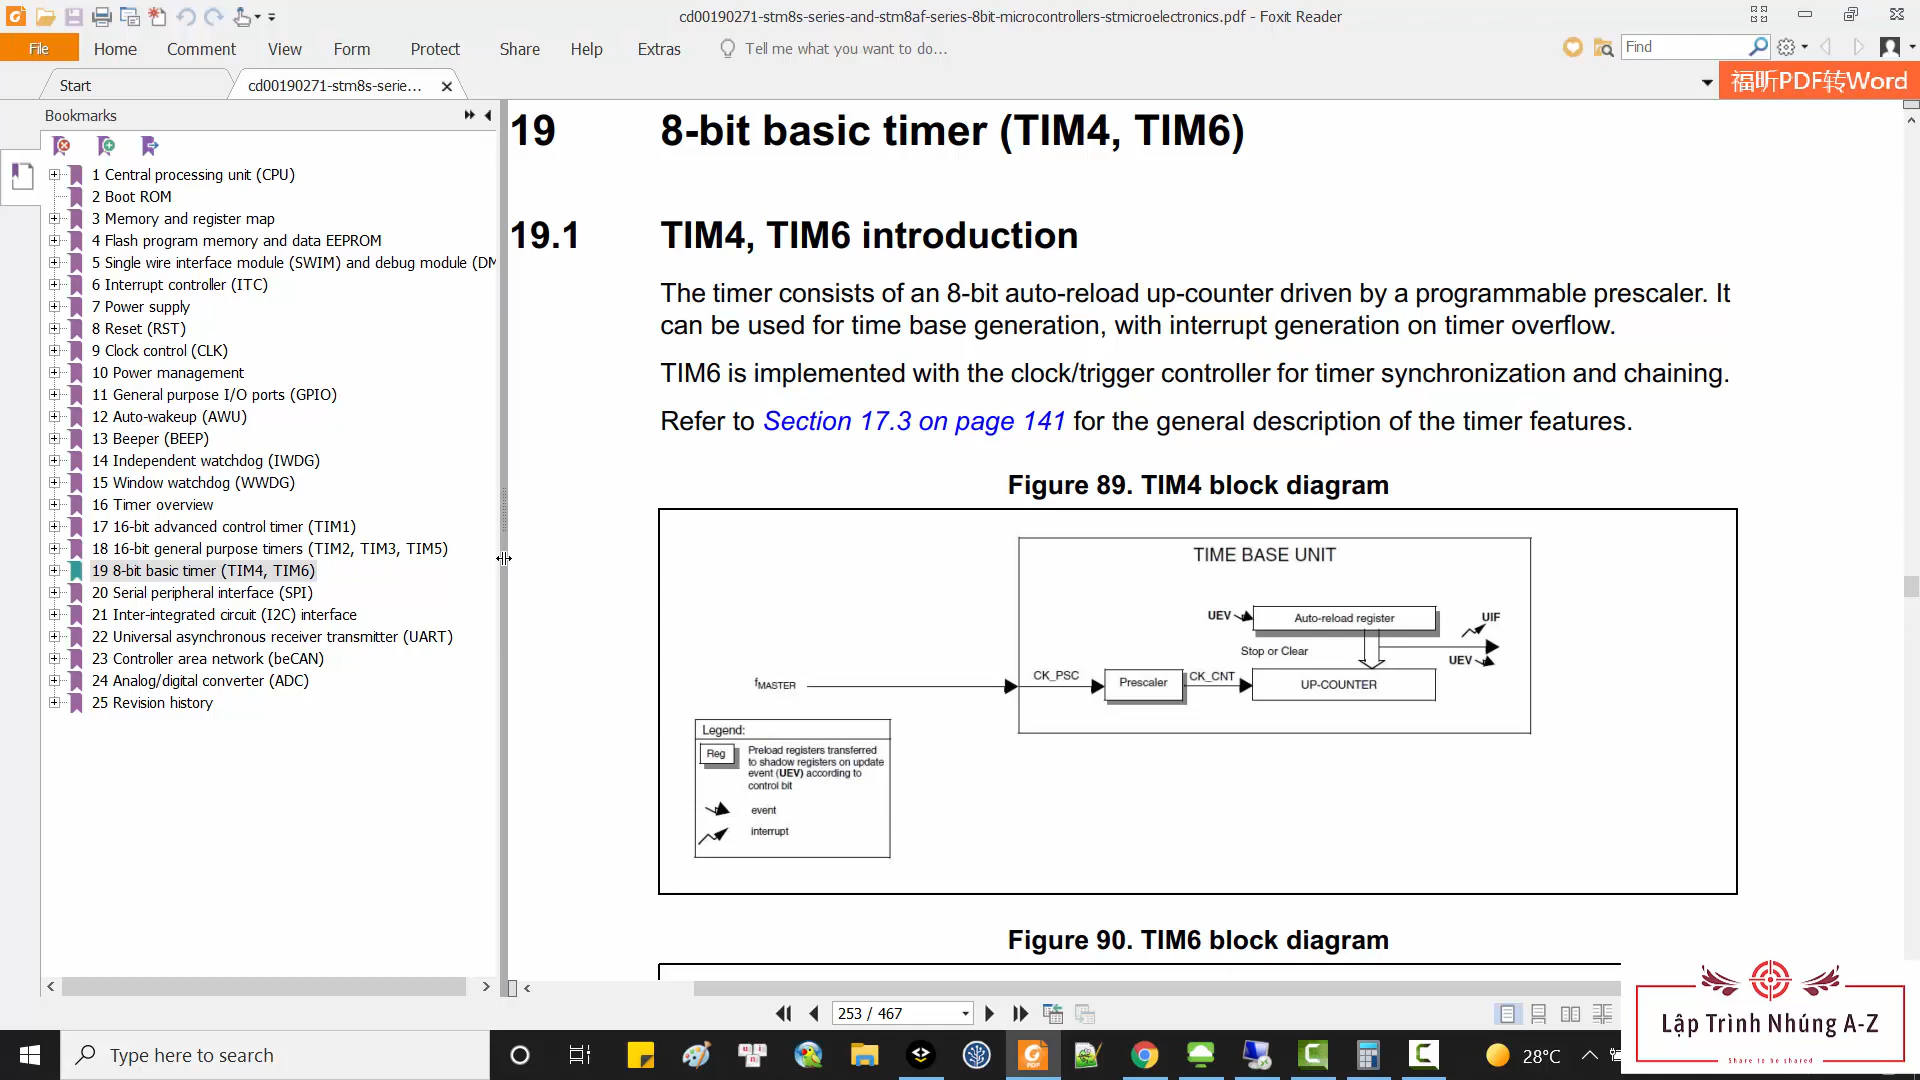 cd00190271-stm8s-series-and-stm8af-series-8bit-microcontrollers-stmicroelectronics.pdf - Foxit Reader
File
Home
Comment
View
Form
Protect
Share
Help
Extras
Tell me what you want to do...
Find
Start
cd00190271-stm8s-serie...
福昕PDF转Word
Bookmarks
1 Central processing unit (CPU)
2 Boot ROM
3 Memory and register map
4 Flash program memory and data EEPROM
5 Single wire interface module (SWIM) and debug module (DM
6 Interrupt controller (ITC)
7 Power supply
8 Reset (RST)
9 Clock control (CLK)
10 Power management
11 General purpose I/O ports (GPIO)
12 Auto-wakeup (AWU)
13 Beeper (BEEP)
14 Independent watchdog (IWDG)
15 Window watchdog (WWDG)
16 Timer overview
17 16-bit advanced control timer (TIM1)
18 16-bit general purpose timers (TIM2, TIM3, TIM5)
19 8-bit basic timer (TIM4, TIM6)
20 Serial peripheral interface (SPI)
21 Inter-integrated circuit (I2C) interface
22 Universal asynchronous receiver transmitter (UART)
23 Controller area network (beCAN)
24 Analog/digital converter (ADC)
25 Revision history
19 8-bit basic timer (TIM4, TIM6)
19.1 TIM4, TIM6 introduction
The timer consists of an 8-bit auto-reload up-counter driven by a programmable prescaler. It
can be used for time base generation, with interrupt generation on timer overflow.
TIM6 is implemented with the clock/trigger controller for timer synchronization and chaining.
Refer to Section 17.3 on page 141 for the general description of the timer features.
Figure 89. TIM4 block diagram
TIME BASE UNIT
UEV
Auto-reload register
UIF
Stop or Clear
UEV
fMASTER
CK_PSC
Prescaler
CK_CNT
UP-COUNTER
Legend:
Reg
Preload registers transferred
to shadow registers on update
event (UEV) according to
control bit
event
interrupt
Figure 90. TIM6 block diagram
253 / 467
Lập Trình Nhúng A-Z
Share to be shared
Type here to search
28°C